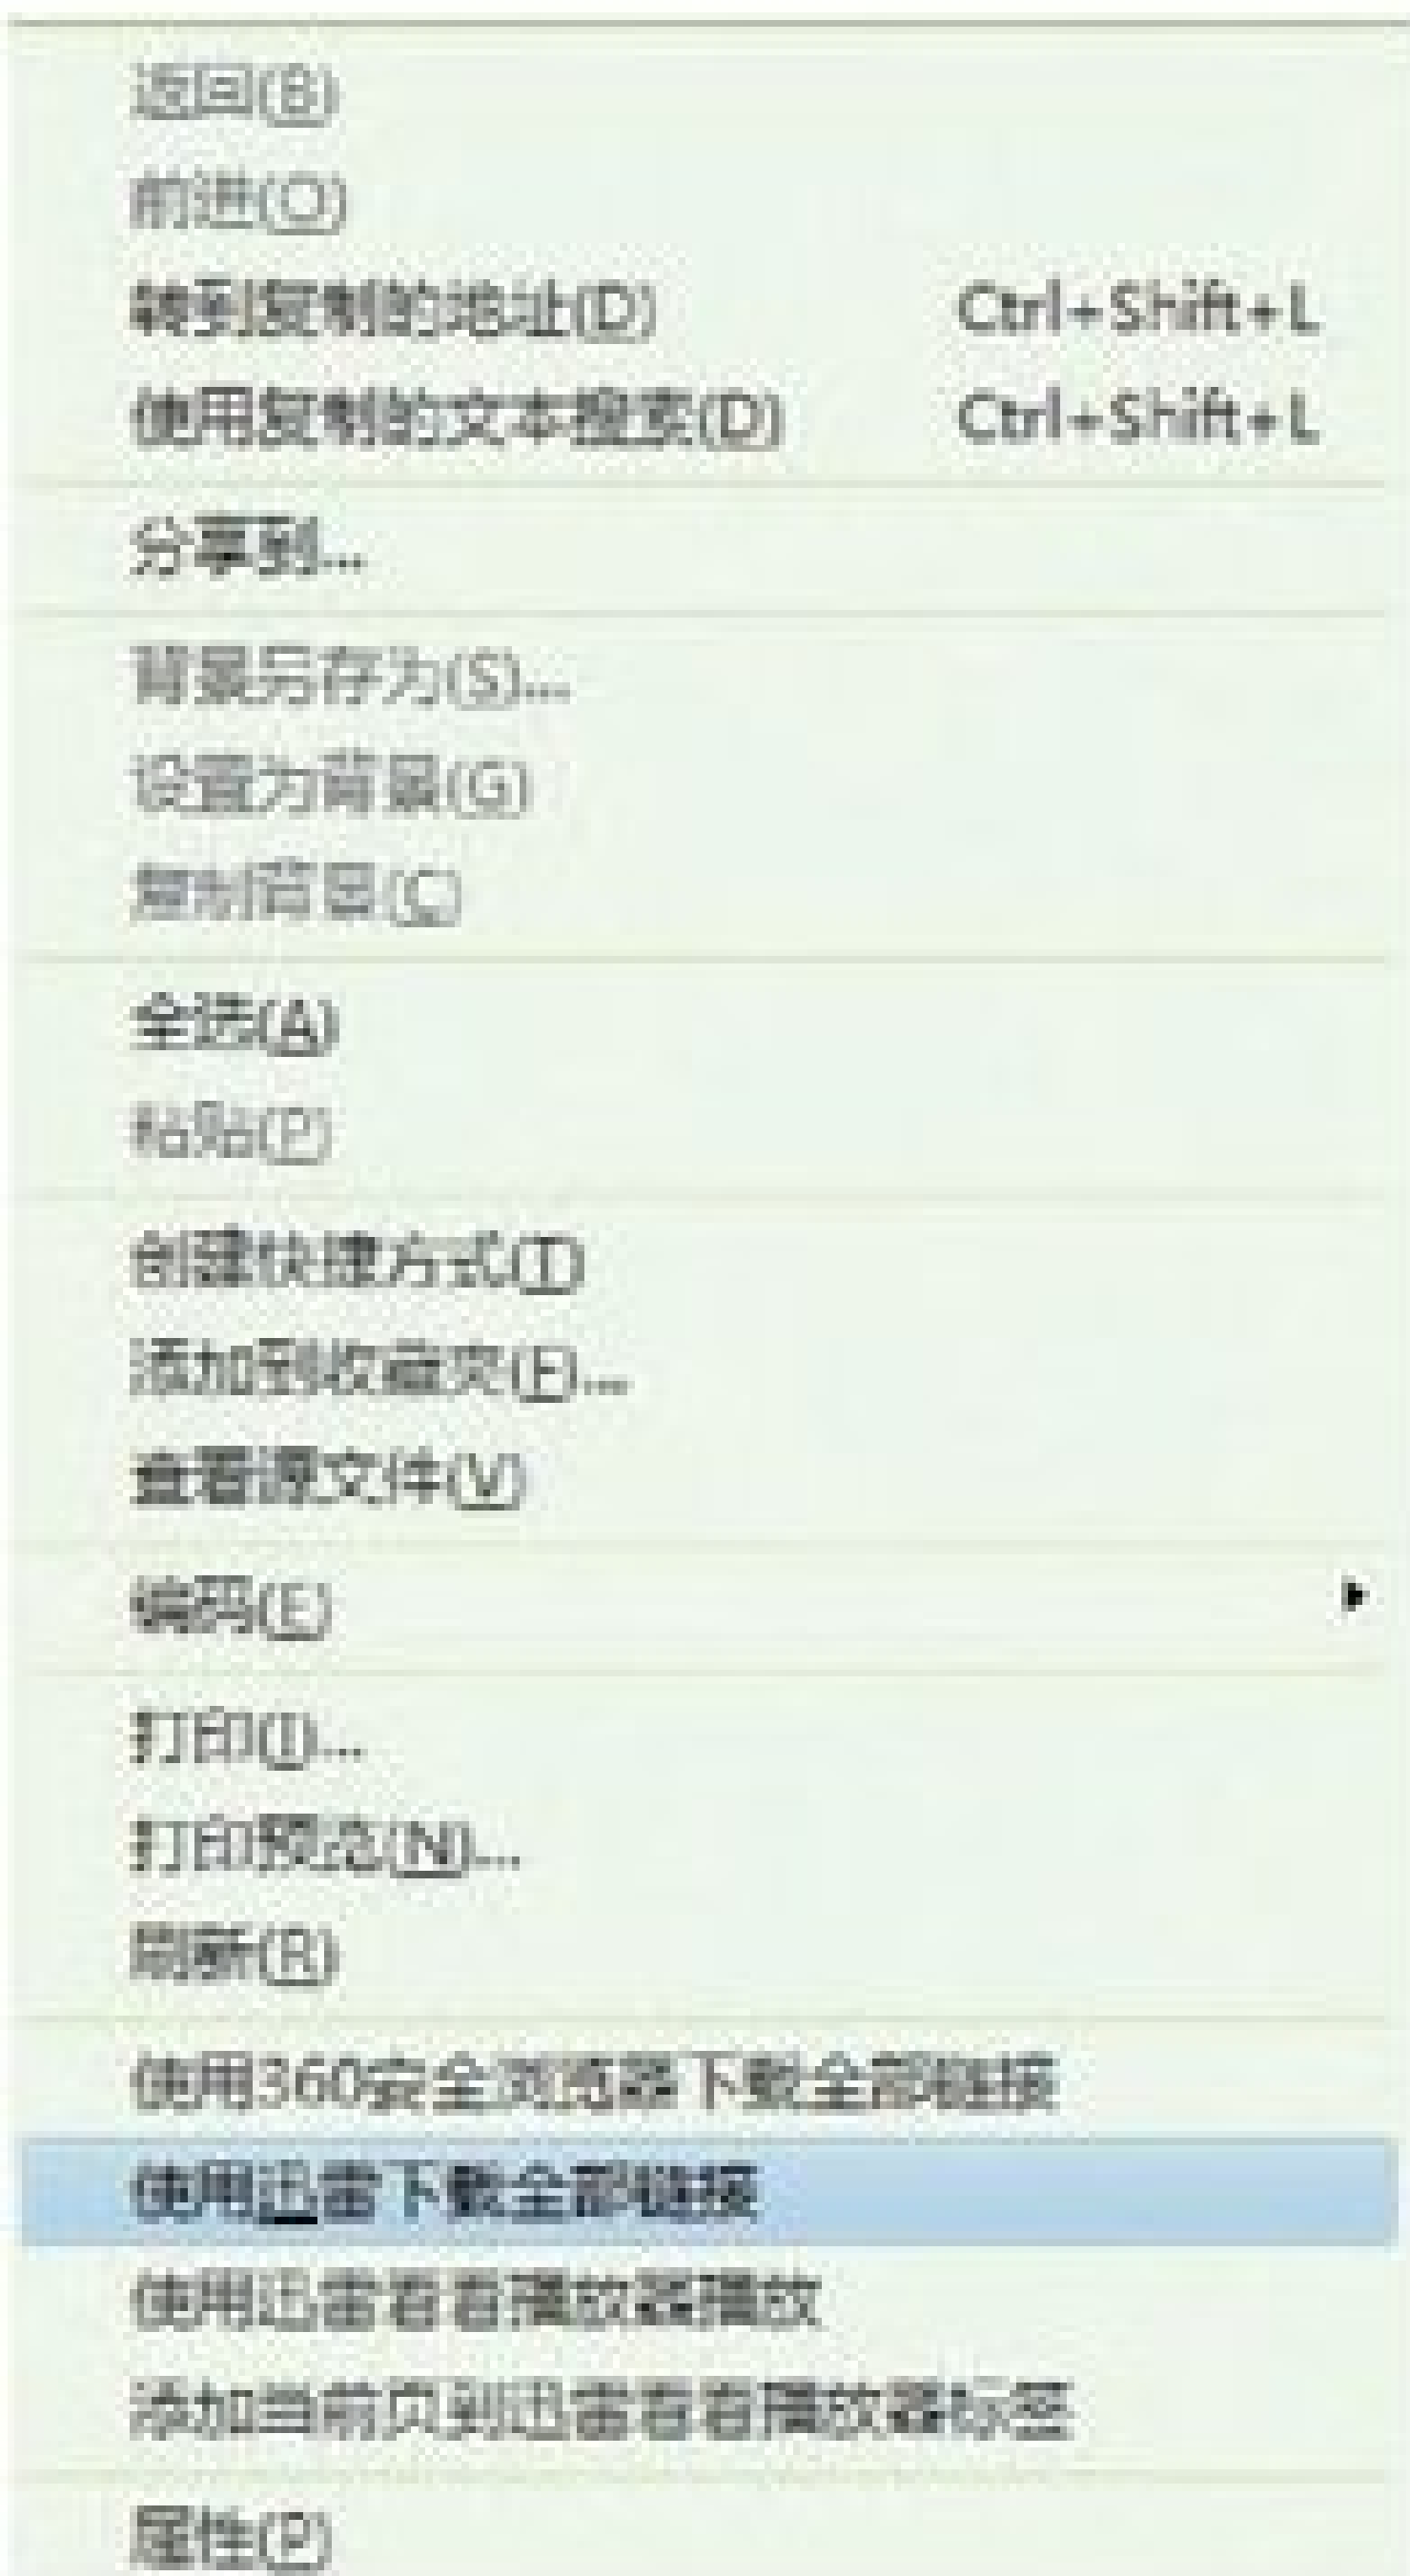 返回(B)
前进(O)
转到复制的地址(D) Ctrl+Shift+L
使用复制的文本搜索(D) Ctrl+Shift+L
分享到...
背景另存为(S)...
设置为背景(G)
复制背景(C)
全选(A)
粘贴(P)
创建快捷方式(T)
添加到收藏夹(F)...
查看源文件(V)
编码(E)
打印(I)...
打印预览(N)...
刷新(R)
使用360安全浏览器下载全部链接
使用迅雷下载全部链接
使用迅雷看看播放器播放
添加当前页到迅雷看看播放器标签
属性(P)